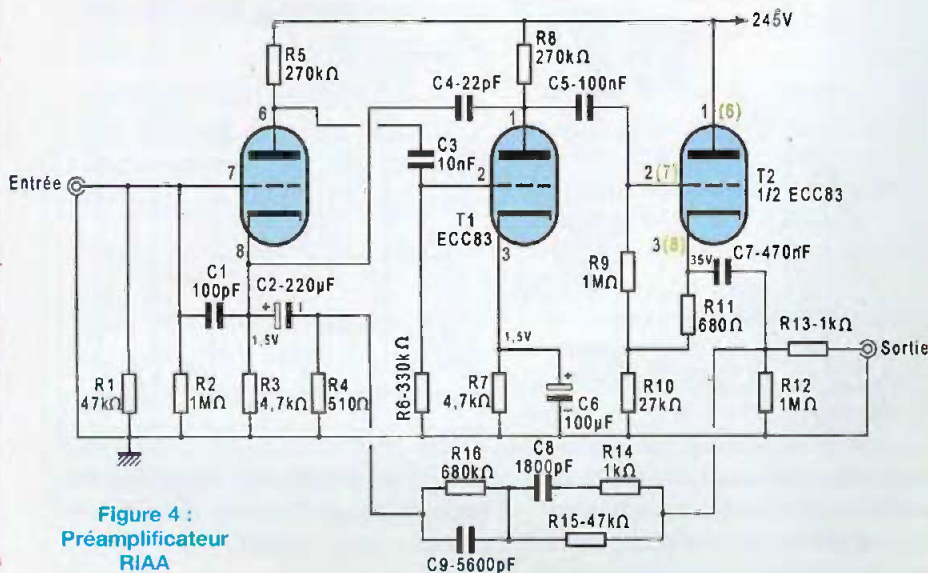 245V
R5
270kΩ
R8
270kΩ
C4-22pF
C5-100nF
6
1
1 (6)
C3
10nF
Entrée
7
2
2 (7)
T2
1/2 ECC83
T1
ECC83
8
3
3 (8)
35V
C7-470nF
C1
100pF
C2-220µF
+
R9
1MΩ
R11
680Ω
R13-1kΩ
Sortie
1,5V
1,5V
R1
47kΩ
R2
1MΩ
R3
4,7kΩ
R4
510Ω
R6-330kΩ
R7
4,7kΩ
+
C6
100µF
R10
27kΩ
R12
1MΩ
R16
680kΩ
C8
1800pF
R14
1kΩ
R15-47kΩ
C9-5600pF
Figure 4 :
Préamplificateur
RIAA